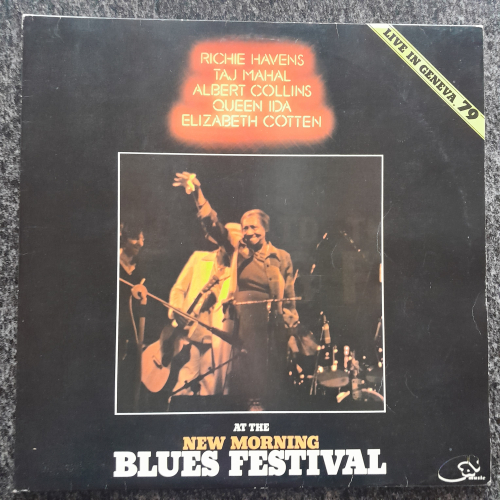 RICHIE HAVENS
TAJ MAHAL
ALBERT COLLINS
QUEEN IDA
ELIZABETH COTTEN
LIVE IN GENEVA 79
AT THE
NEW MORNING
BLUES FESTIVAL
music